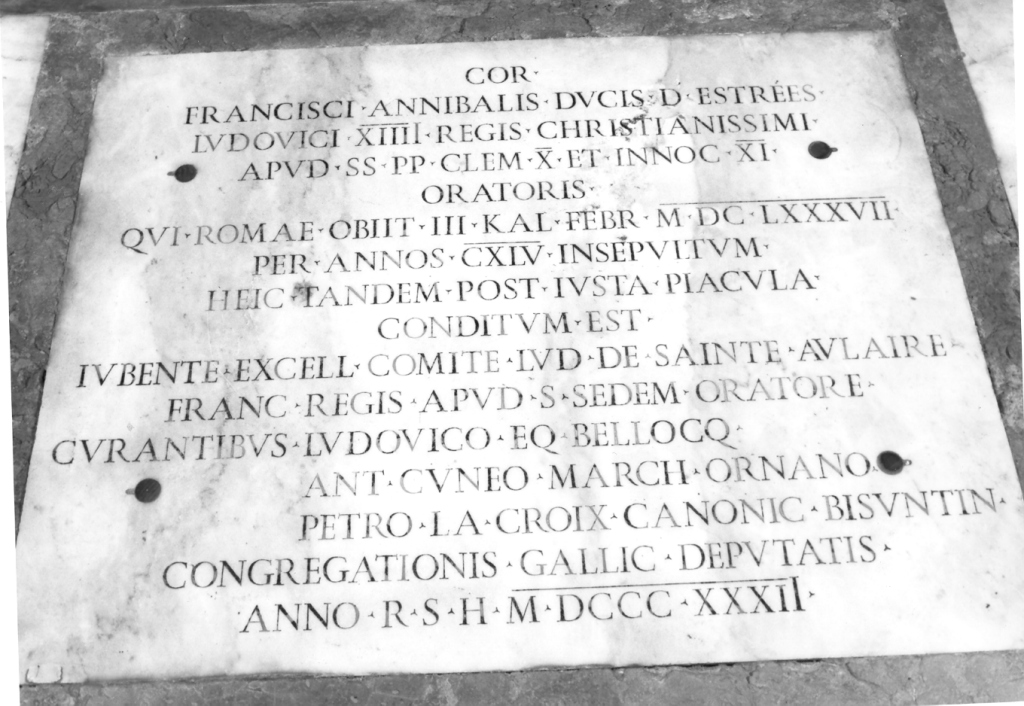 COR·
FRANCISCI·ANNIBALIS·DVCIS·D·ESTRÉES·
IVDOVICI·XIIII·REGIS·CHRISTIANISSIMI·
APVD·SS·PP·CLEM·X·ET·INNOC·XI·
ORATORIS·
QVI·ROMAE·OBIIT·III·KAL·FEBR·M·DC·LXXXVII·
PER·ANNOS·CXLV·INSEPVLTVM·
HEIC·TANDEM·POST·IVSTA·PIACVLA·
CONDITVM·EST·
IVBENTE·EXCELL·COMITE·LVD·DE·SAINTE·AVLAIRE·
FRANC·REGIS·APVD·S·SEDEM·ORATORE·
CVRANTIBVS·LVDOVICO·EQ·BELLOCQ·
ANT·CVNEO·MARCH·ORNANO·
PETRO·LA·CROIX·CANONIC·BISVNTIN·
CONGREGATIONIS·GALLIC·DEPVTATIS·
ANNO·R·S·H·M·DCCC·XXXII·